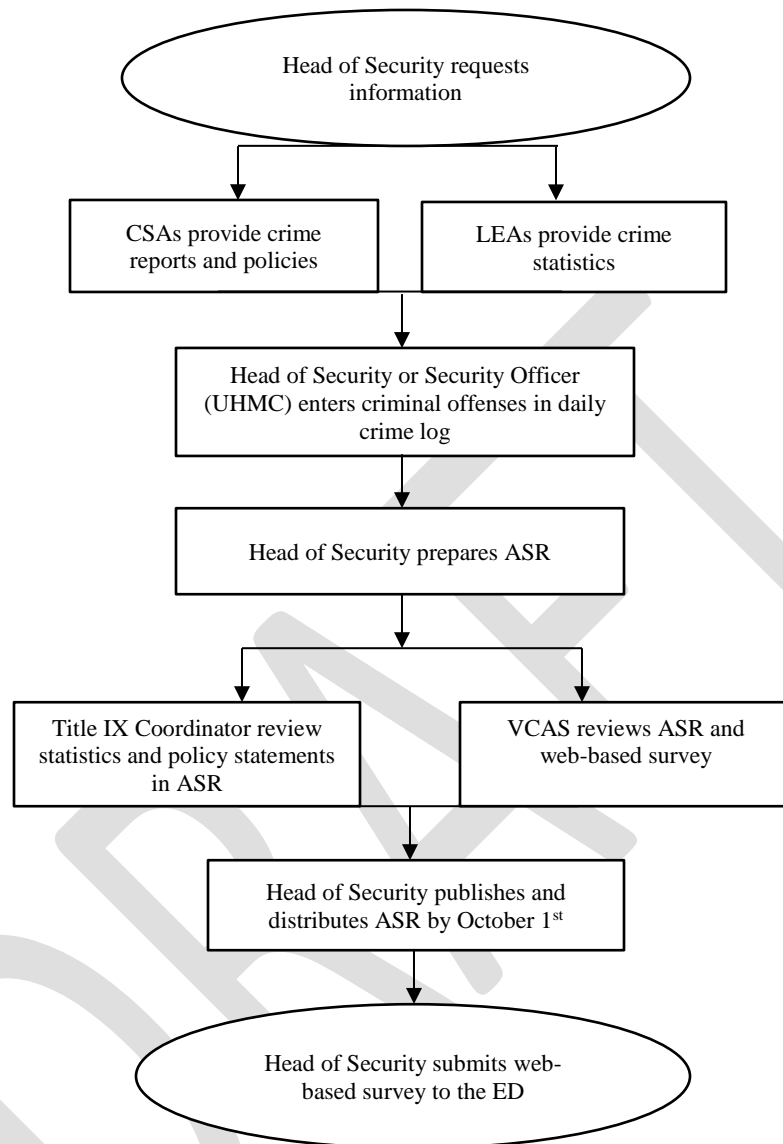 Head of Security requests
information
CSAs provide crime
reports and policies
LEAs provide crime
statistics
Head of Security or Security Officer
(UHMC) enters criminal offenses in daily
crime log
Head of Security prepares ASR
Title IX Coordinator review
statistics and policy statements
in ASR
VCAS reviews ASR and
web-based survey
Head of Security publishes and
distributes ASR by October 1st
Head of Security submits web-
based survey to the ED
DRAFT